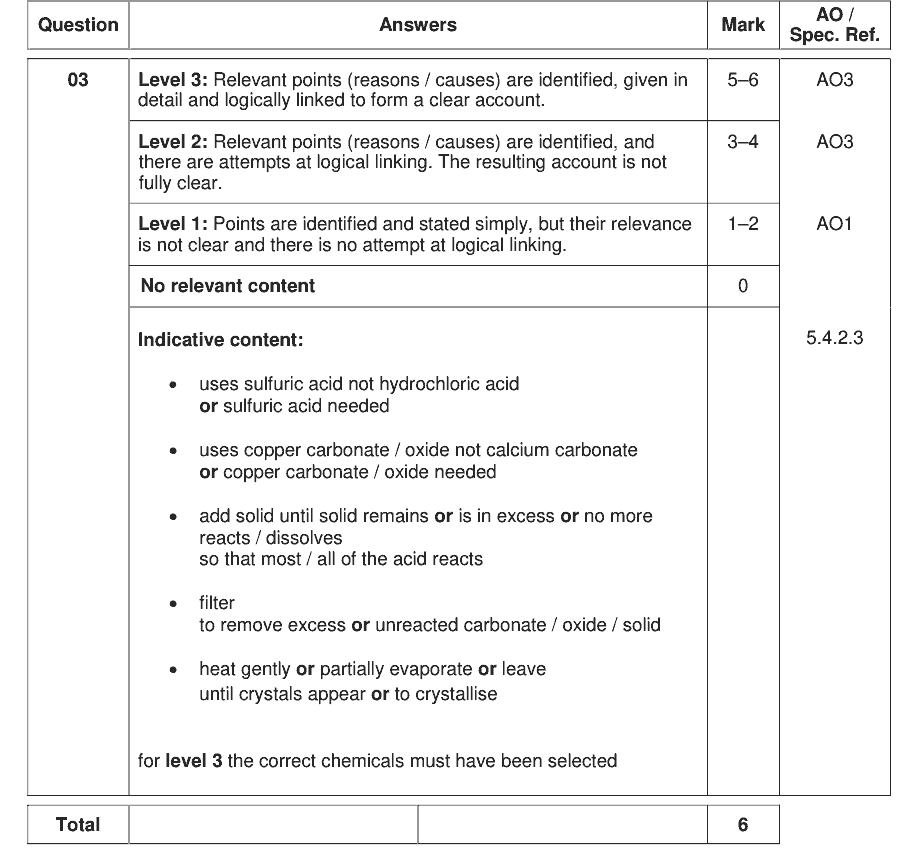 Question Answers Mark AO /
Spec. Ref.
03 Level 3: Relevant points (reasons / causes) are identified, given in 5–6 AO3
detail and logically linked to form a clear account.
Level 2: Relevant points (reasons / causes) are identified, and 3–4 AO3
there are attempts at logical linking. The resulting account is not
fully clear.
Level 1: Points are identified and stated simply, but their relevance 1–2 AO1
is not clear and there is no attempt at logical linking.
No relevant content 0
Indicative content: 5.4.2.3
• uses sulfuric acid not hydrochloric acid
or sulfuric acid needed
• uses copper carbonate / oxide not calcium carbonate
or copper carbonate / oxide needed
• add solid until solid remains or is in excess or no more
reacts / dissolves
so that most / all of the acid reacts
• filter
to remove excess or unreacted carbonate / oxide / solid
• heat gently or partially evaporate or leave
until crystals appear or to crystallise
for level 3 the correct chemicals must have been selected
Total 6